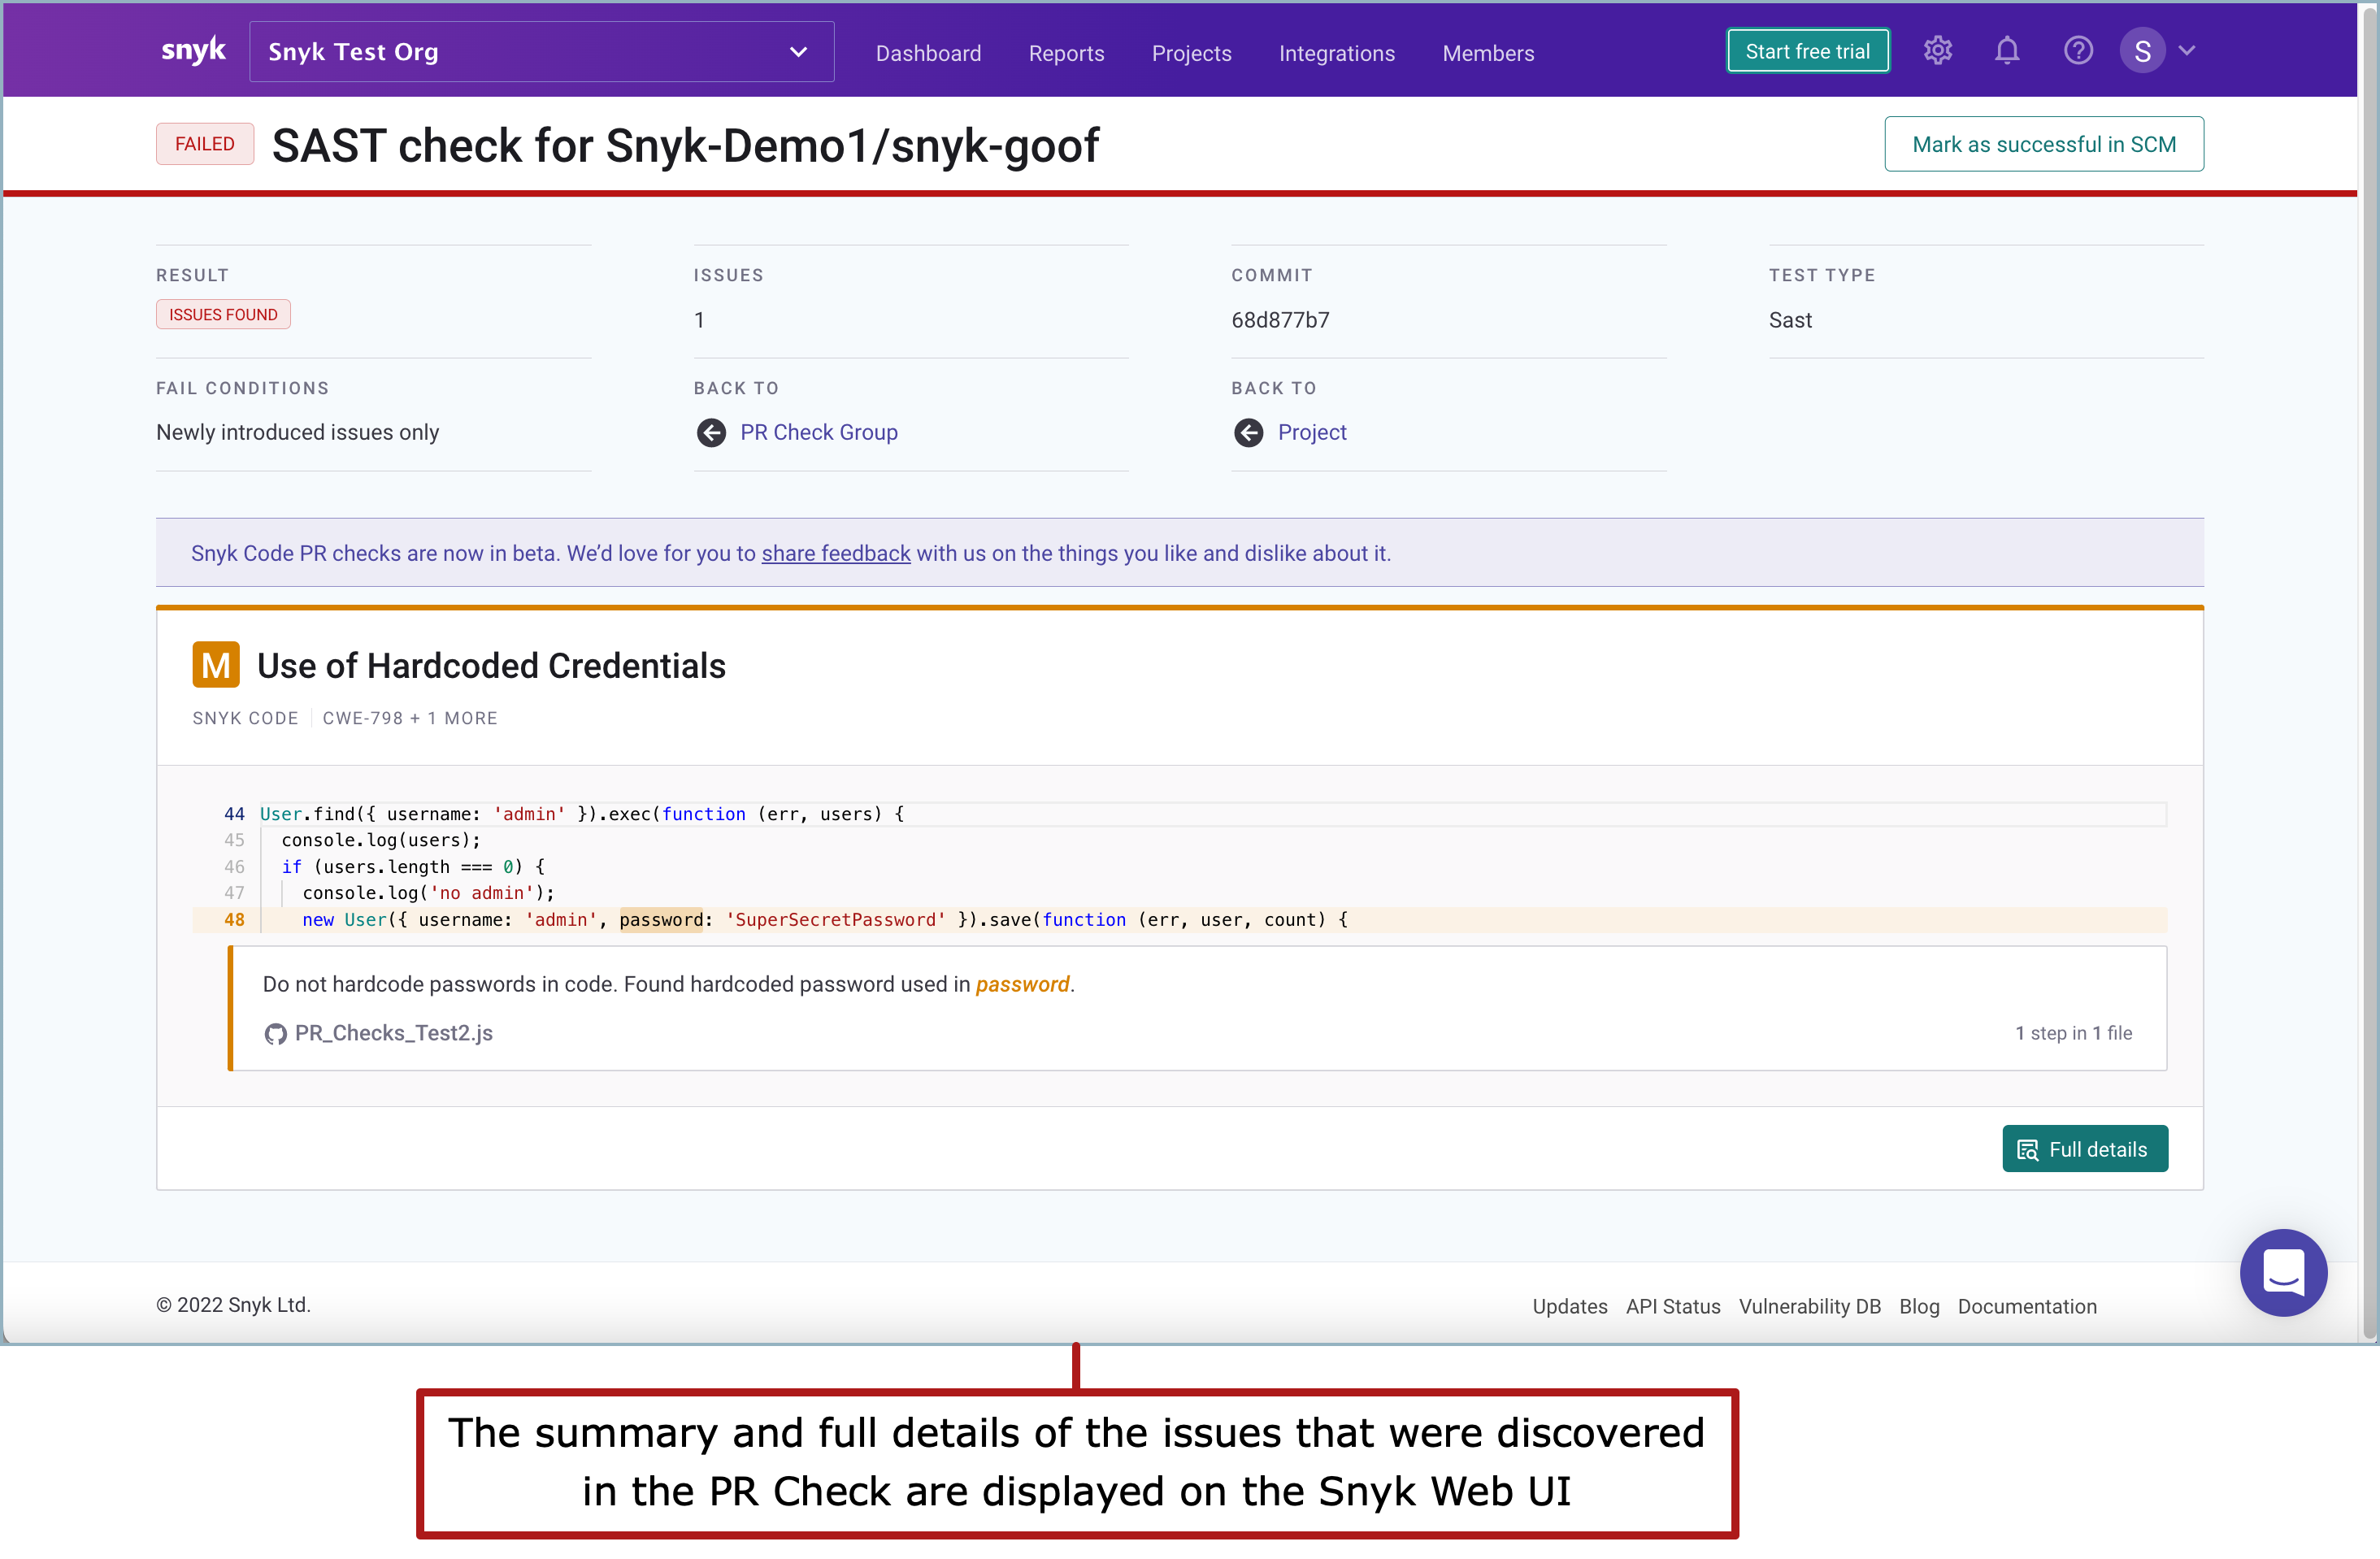 snyk Snyk Test Org Dashboard Reports Projects Integrations Members Start free trial S
FAILED SAST check for Snyk-Demo1/snyk-goof Mark as successful in SCM
RESULT ISSUES COMMIT TEST TYPE
ISSUES FOUND 1 68d877b7 Sast
FAIL CONDITIONS BACK TO BACK TO
Newly introduced issues only PR Check Group Project
Snyk Code PR checks are now in beta. We’d love for you to share feedback with us on the things you like and dislike about it.
M Use of Hardcoded Credentials
SNYK CODE CWE-798 + 1 MORE
44 User.find({ username: 'admin' }).exec(function (err, users) {
45 console.log(users);
46 if (users.length === 0) {
47 console.log('no admin');
48 new User({ username: 'admin', password: 'SuperSecretPassword' }).save(function (err, user, count) {
Do not hardcode passwords in code. Found hardcoded password used in password.
PR_Checks_Test2.js 1 step in 1 file
Full details
© 2022 Snyk Ltd. Updates API Status Vulnerability DB Blog Documentation
The summary and full details of the issues that were discovered
in the PR Check are displayed on the Snyk Web UI